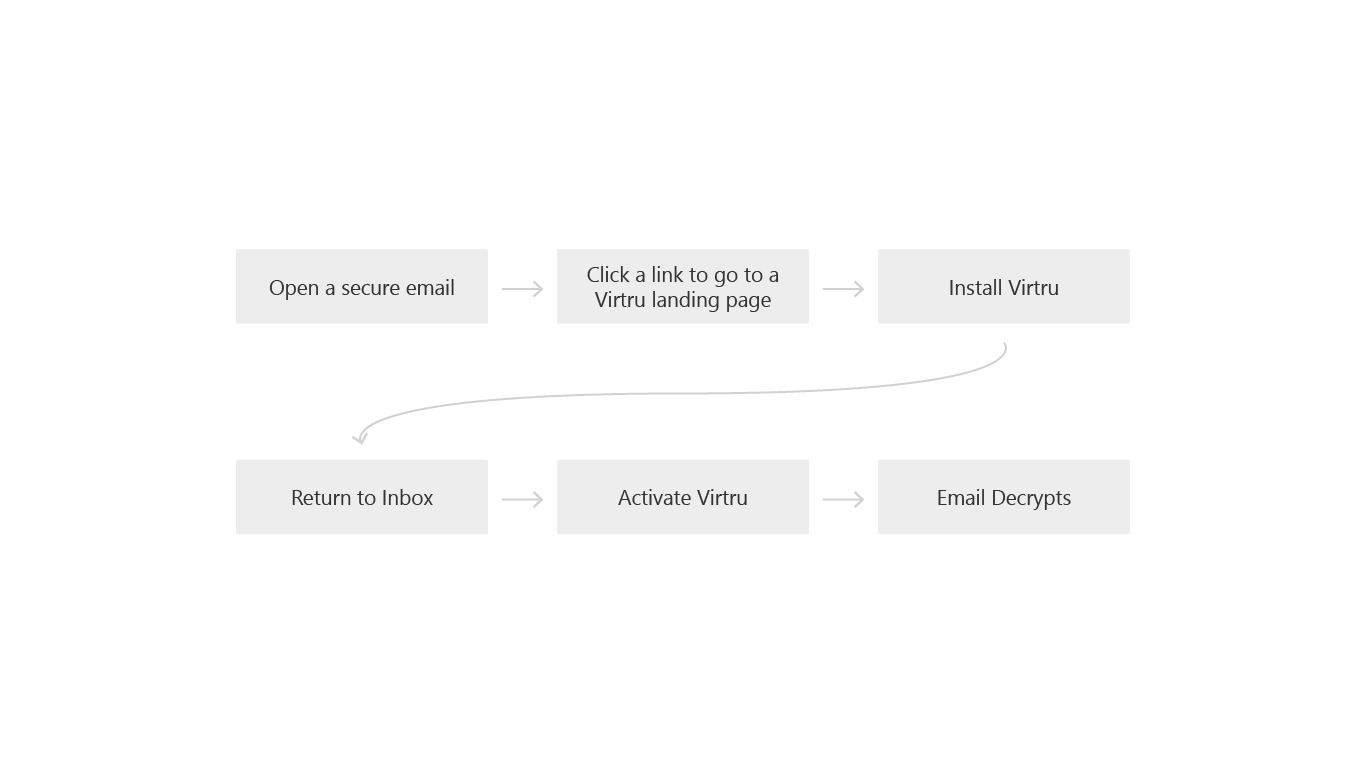 Open a secure email
Click a link to go to a
Virtru landing page
Install Virtru
Return to Inbox
Activate Virtru
Email Decrypts